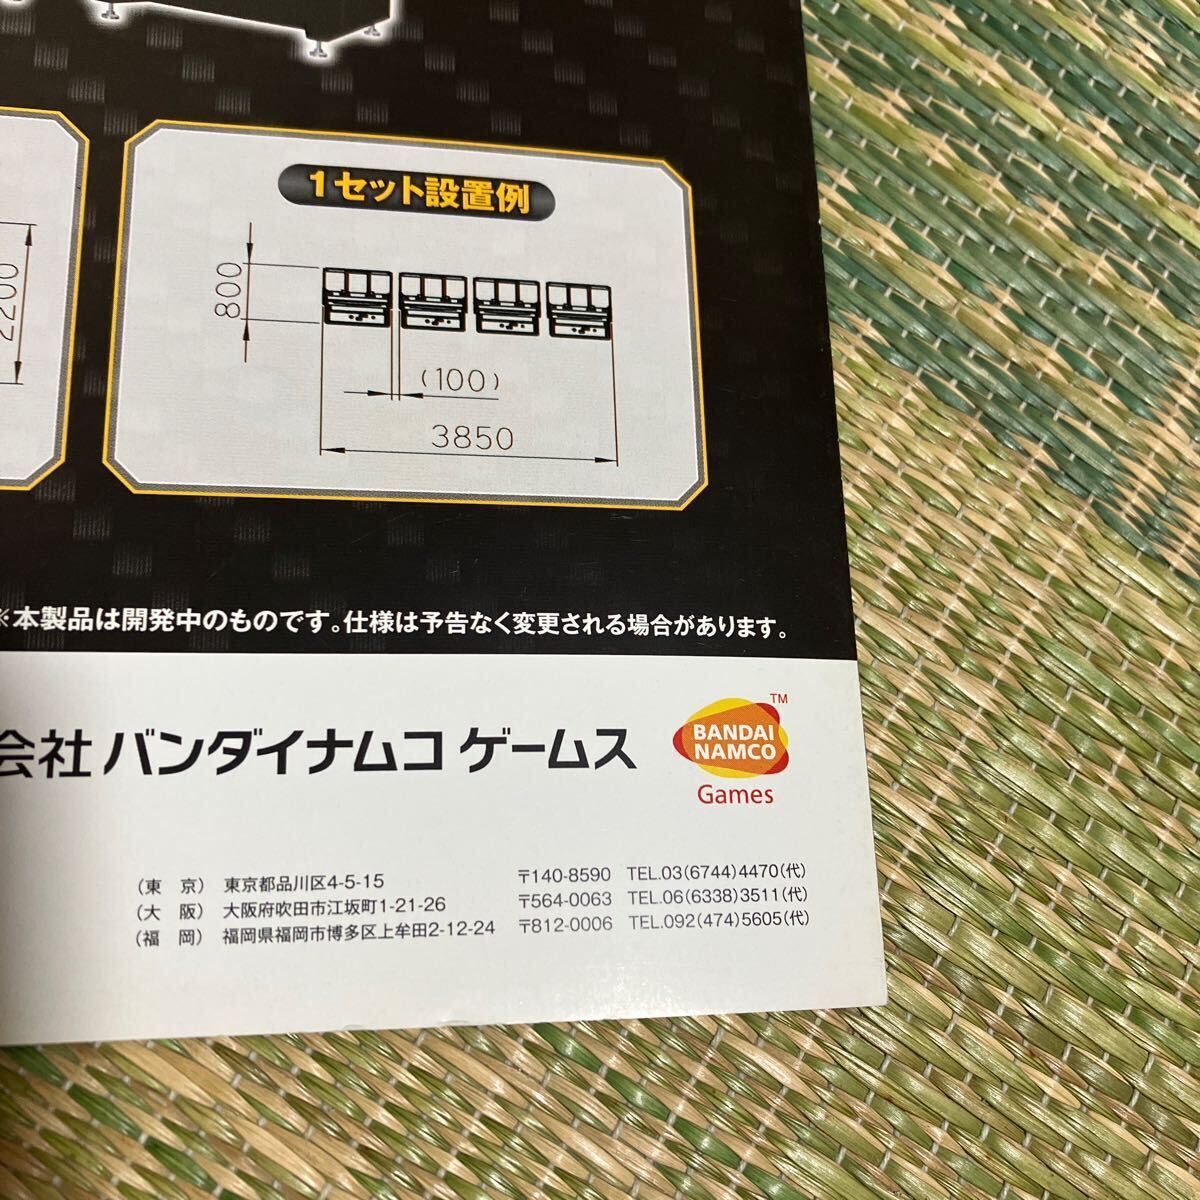 1セット設置例
800
2200
(100)
3850
※本製品は開発中のものです。仕様は予告なく変更される場合があります。
会社 バンダイナムコ ゲームス
BANDAI
NAMCO
TM
Games
(東 京) 東京都品川区4-5-15 〒140-8590 TEL.03(6744)4470(代)
(大 阪) 大阪府吹田市江坂町1-21-26 〒564-0063 TEL.06(6338)3511(代)
(福 岡) 福岡県福岡市博多区上牟田2-12-24 〒812-0006 TEL.092(474)5605(代)